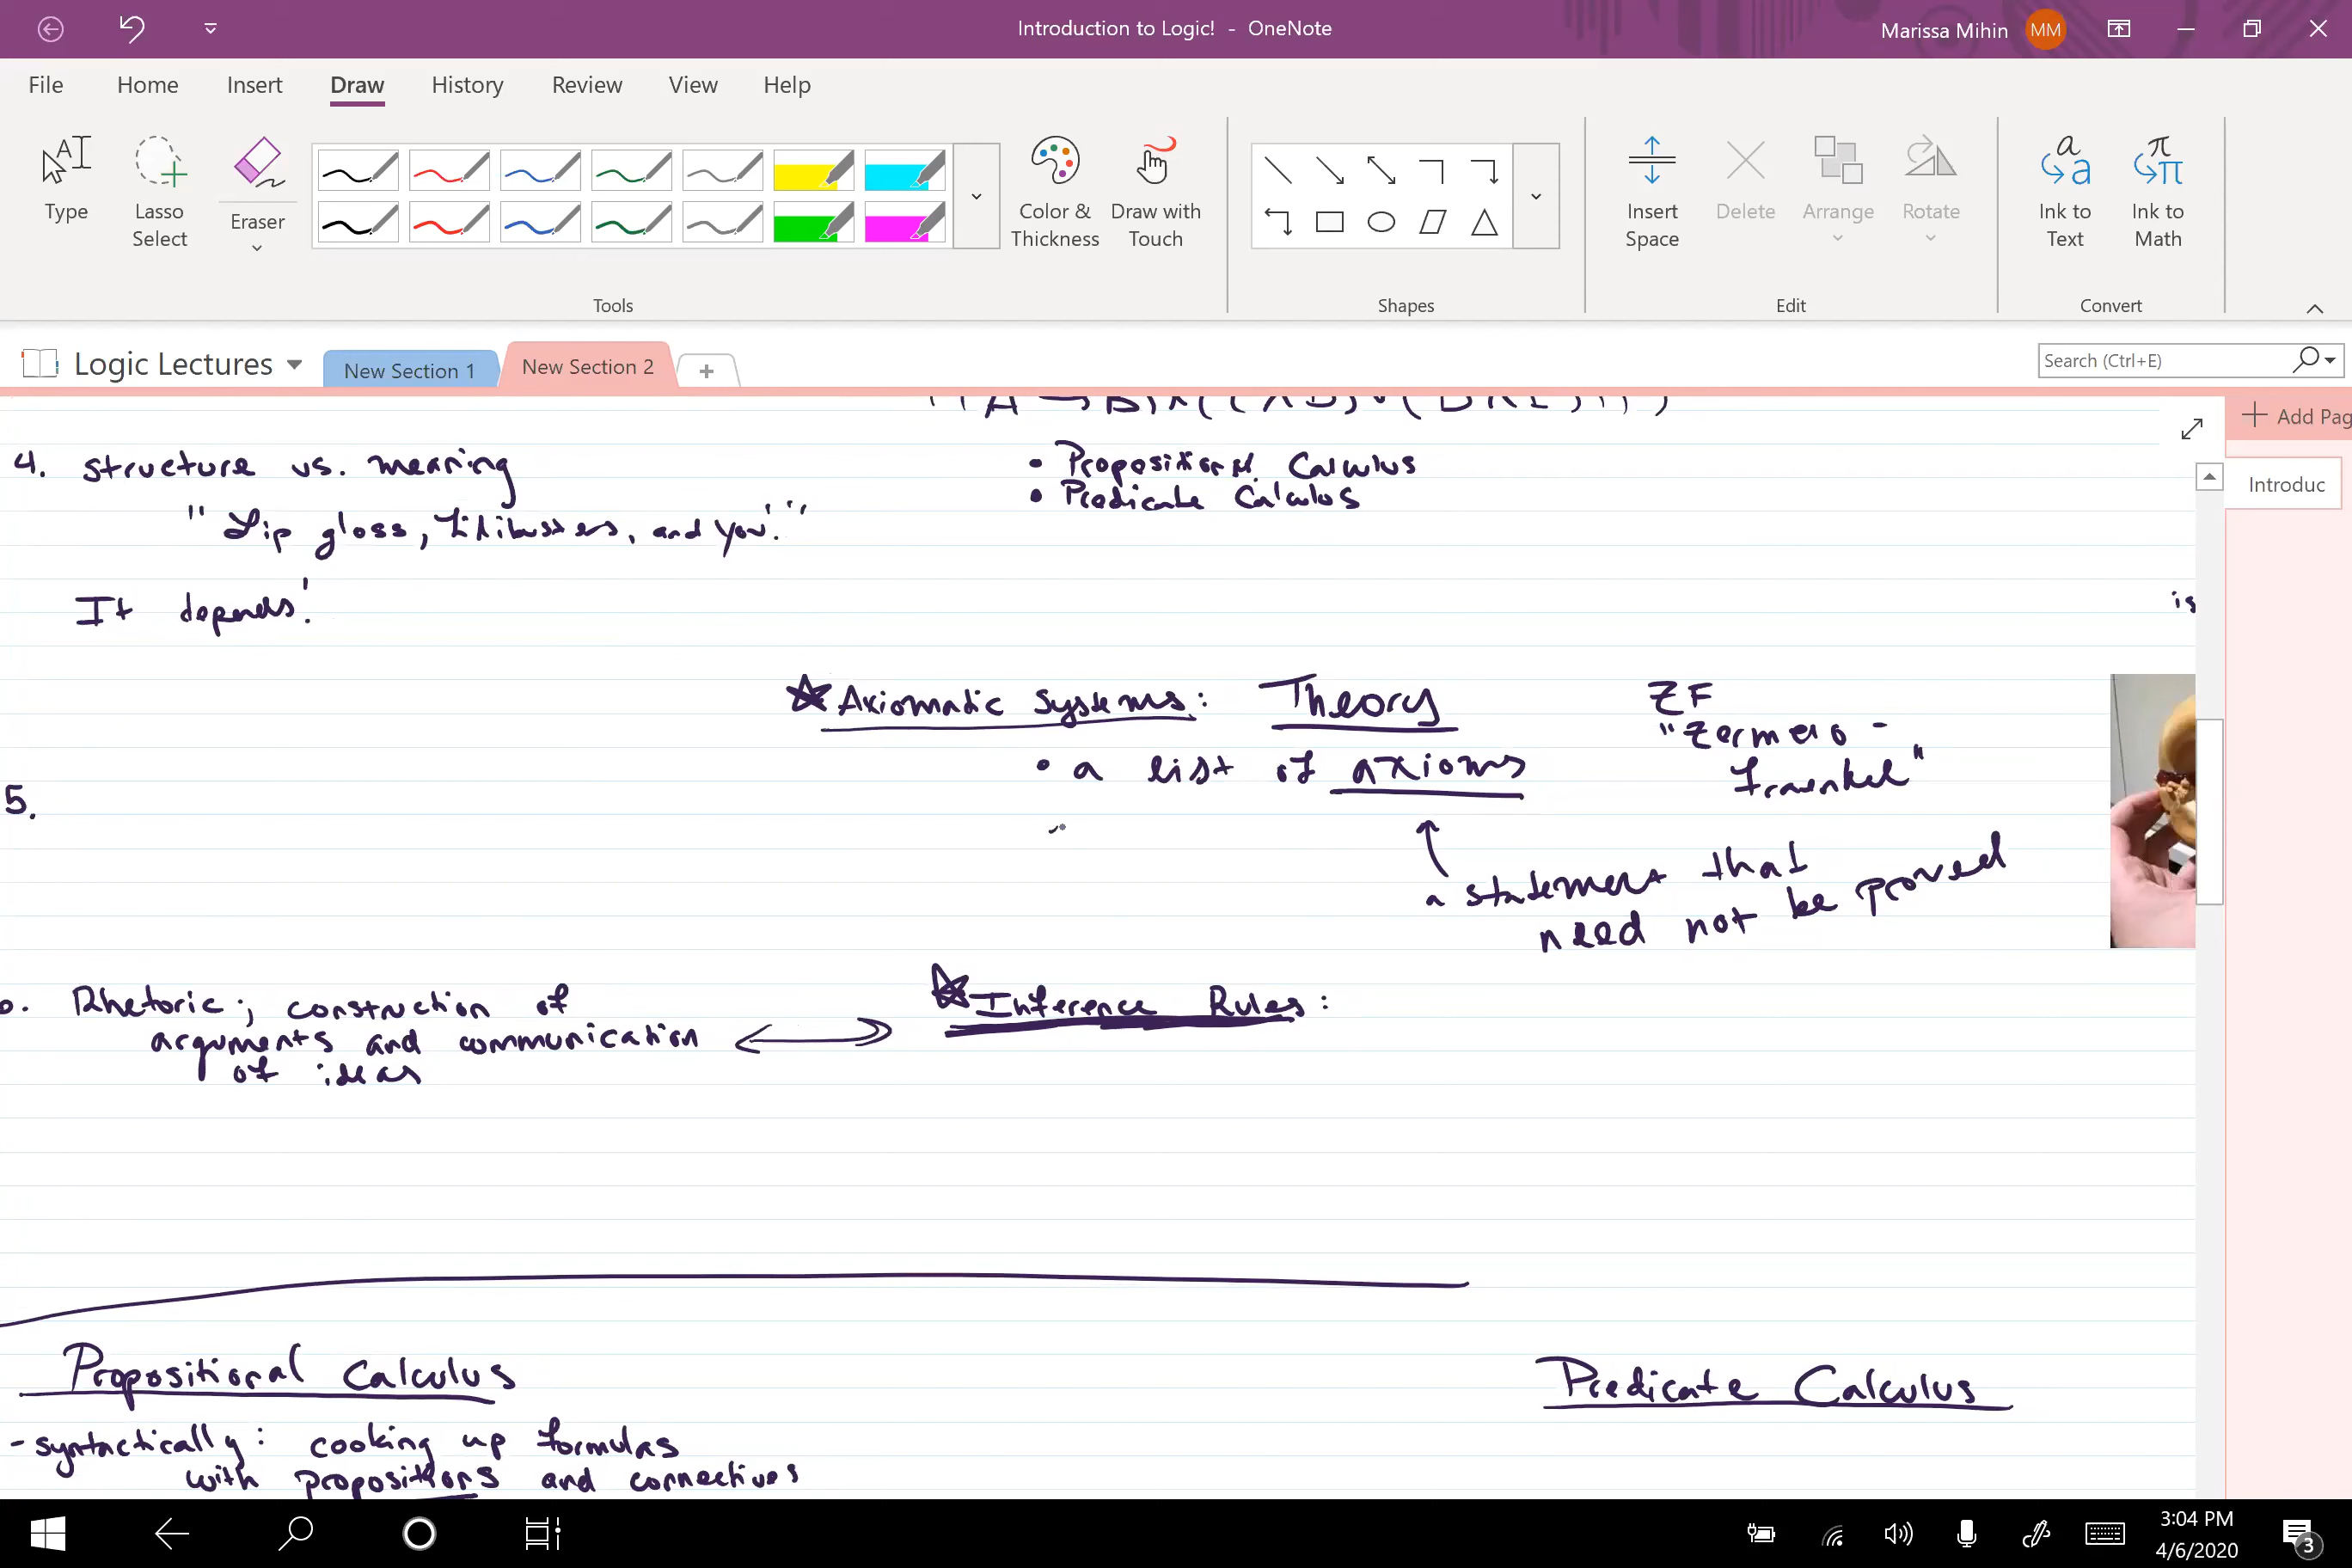 Introduction to Logic! - OneNote
Marissa Mihin MM
File Home Insert Draw History Review View Help
Type
Lasso Select
Eraser
Color & Thickness
Draw with Touch
Insert Space
Delete
Arrange
Rotate
Ink to Text
Ink to Math
Tools
Shapes
Edit
Convert
Logic Lectures
New Section 1
New Section 2
Search (Ctrl+E)
Add Pag
Introduc
4. structure vs. meaning
"Lip gloss, filibusters, and you!"
It depends!
• Propositional Calculus
• Predicate Calculus
is
Axiomatic Systems: Theory
• a list of axioms
ZF
"Zermelo -
Fraenkel"
5.
a statement that
need not be proved
Rhetoric; construction of
arguments and communication
of ideas
Inference Rules:
Propositional Calculus
- syntactically: cooking up formulas
with propositions and connectives
Predicate Calculus
3:04 PM
4/6/2020
3